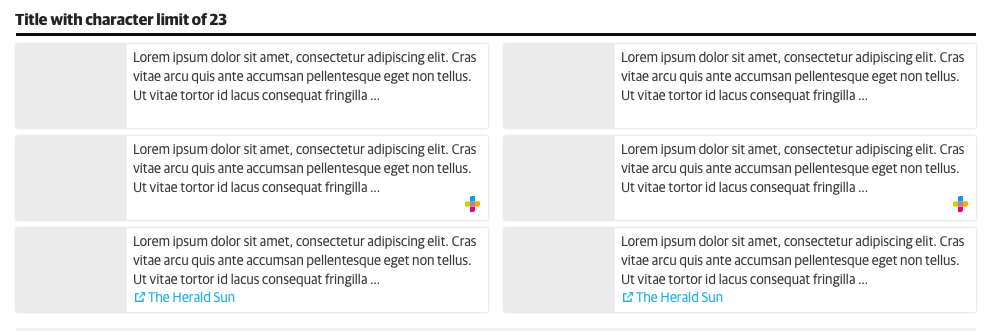 Title with character limit of 23
Lorem ipsum dolor sit amet, consectetur adipiscing elit. Cras
vitae arcu quis ante accumsan pellentesque eget non tellus.
Ut vitae tortor id lacus consequat fringilla ...
Lorem ipsum dolor sit amet, consectetur adipiscing elit. Cras
vitae arcu quis ante accumsan pellentesque eget non tellus.
Ut vitae tortor id lacus consequat fringilla ...
Lorem ipsum dolor sit amet, consectetur adipiscing elit. Cras
vitae arcu quis ante accumsan pellentesque eget non tellus.
Ut vitae tortor id lacus consequat fringilla ...
Lorem ipsum dolor sit amet, consectetur adipiscing elit. Cras
vitae arcu quis ante accumsan pellentesque eget non tellus.
Ut vitae tortor id lacus consequat fringilla ...
Lorem ipsum dolor sit amet, consectetur adipiscing elit. Cras
vitae arcu quis ante accumsan pellentesque eget non tellus.
Ut vitae tortor id lacus consequat fringilla ...
The Herald Sun
Lorem ipsum dolor sit amet, consectetur adipiscing elit. Cras
vitae arcu quis ante accumsan pellentesque eget non tellus.
Ut vitae tortor id lacus consequat fringilla ...
The Herald Sun